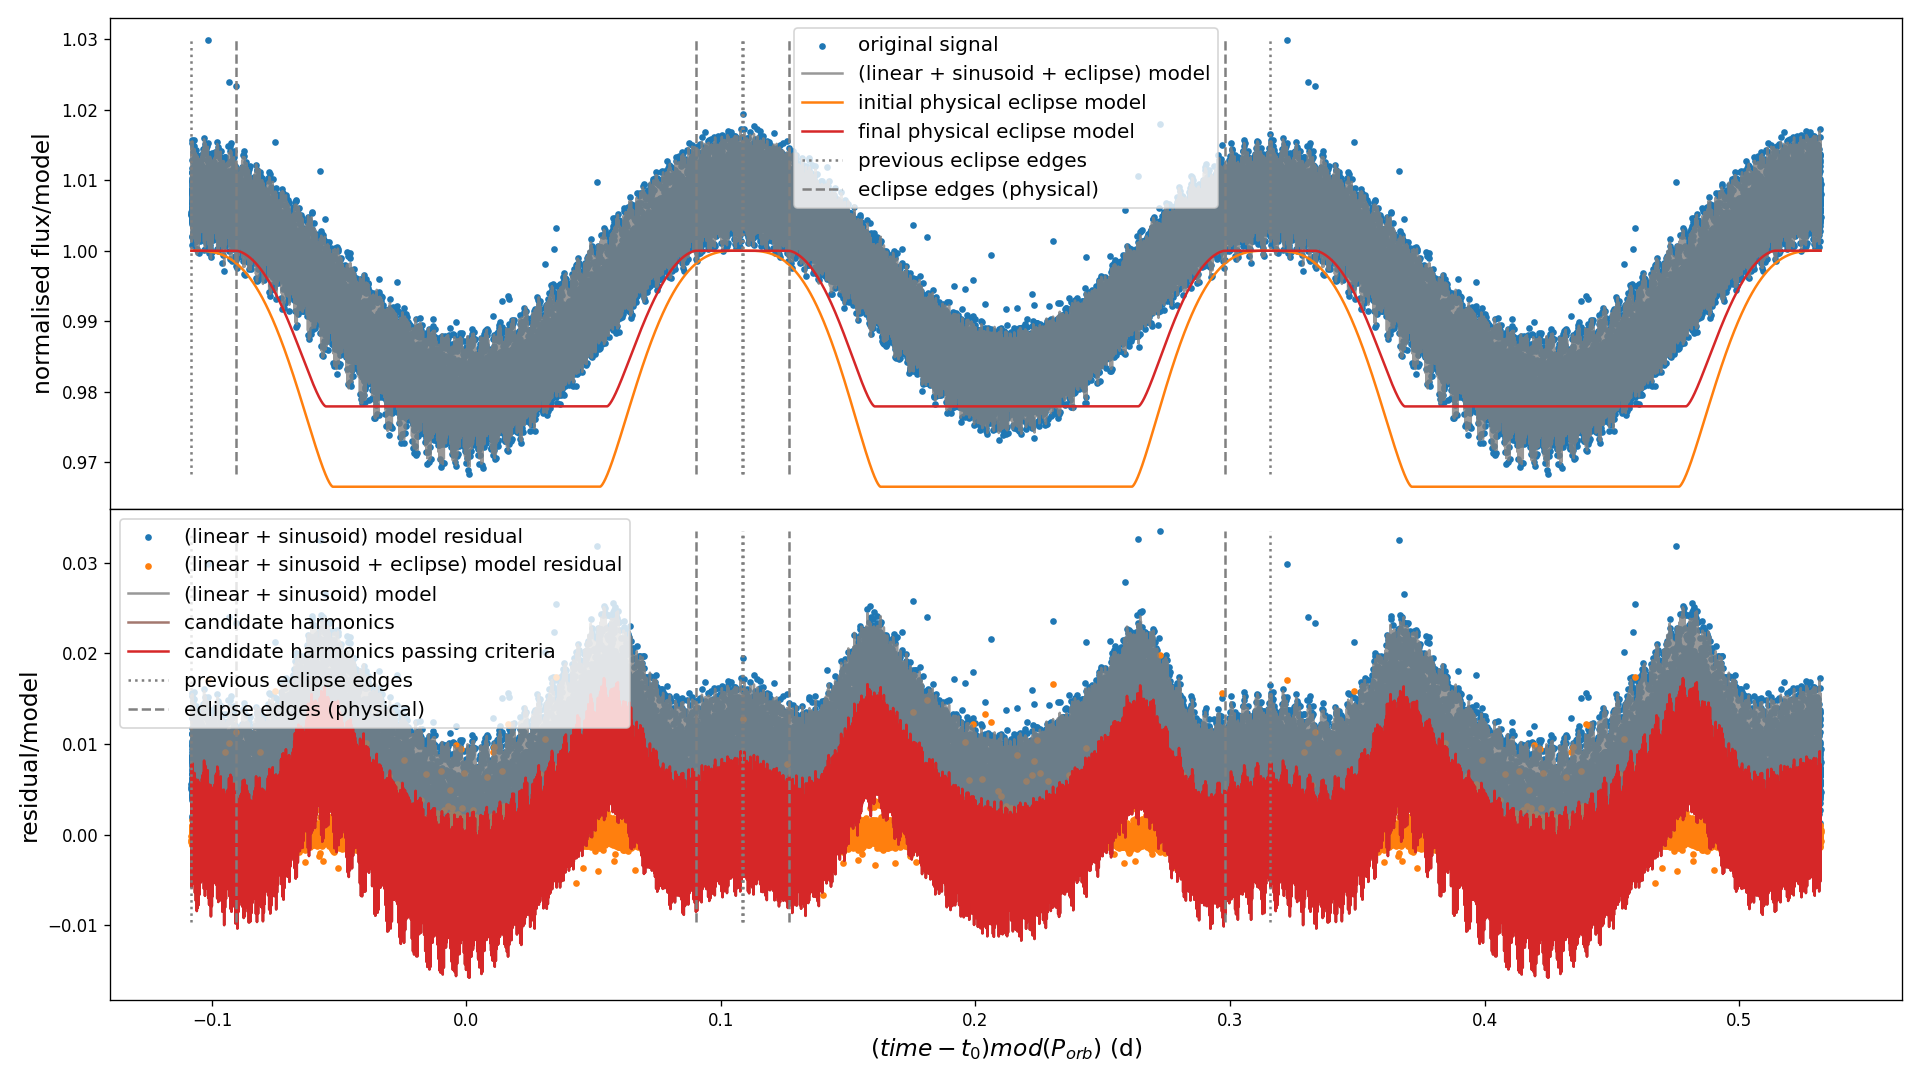 1.03
1.02
1.01
1.00
0.99
0.98
0.97
normalised flux/model
original signal
(linear + sinusoid + eclipse) model
initial physical eclipse model
final physical eclipse model
previous eclipse edges
eclipse edges (physical)
0.03
0.02
0.01
0.00
−0.01
residual/model
(linear + sinusoid) model residual
(linear + sinusoid + eclipse) model residual
(linear + sinusoid) model
candidate harmonics
candidate harmonics passing criteria
previous eclipse edges
eclipse edges (physical)
−0.1 0.0 0.1 0.2 0.3 0.4 0.5
(time − t₀)mod(Pₒᵣb) (d)